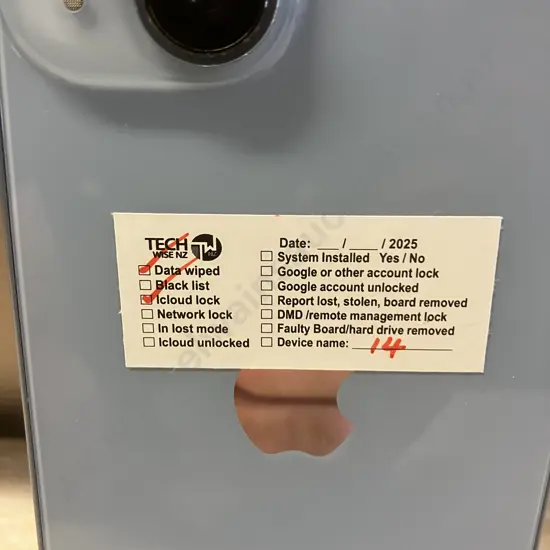 TECH
WISE NZ
TW
Data wiped
Black list
Icloud lock
Network lock
In lost mode
Icloud unlocked
Date: ___ / ____ / 2025
System Installed Yes / No
Google or other account lock
Google account unlocked
Report lost, stolen, board removed
DMD /remote management lock
Faulty Board/hard drive removed
Device name: 14